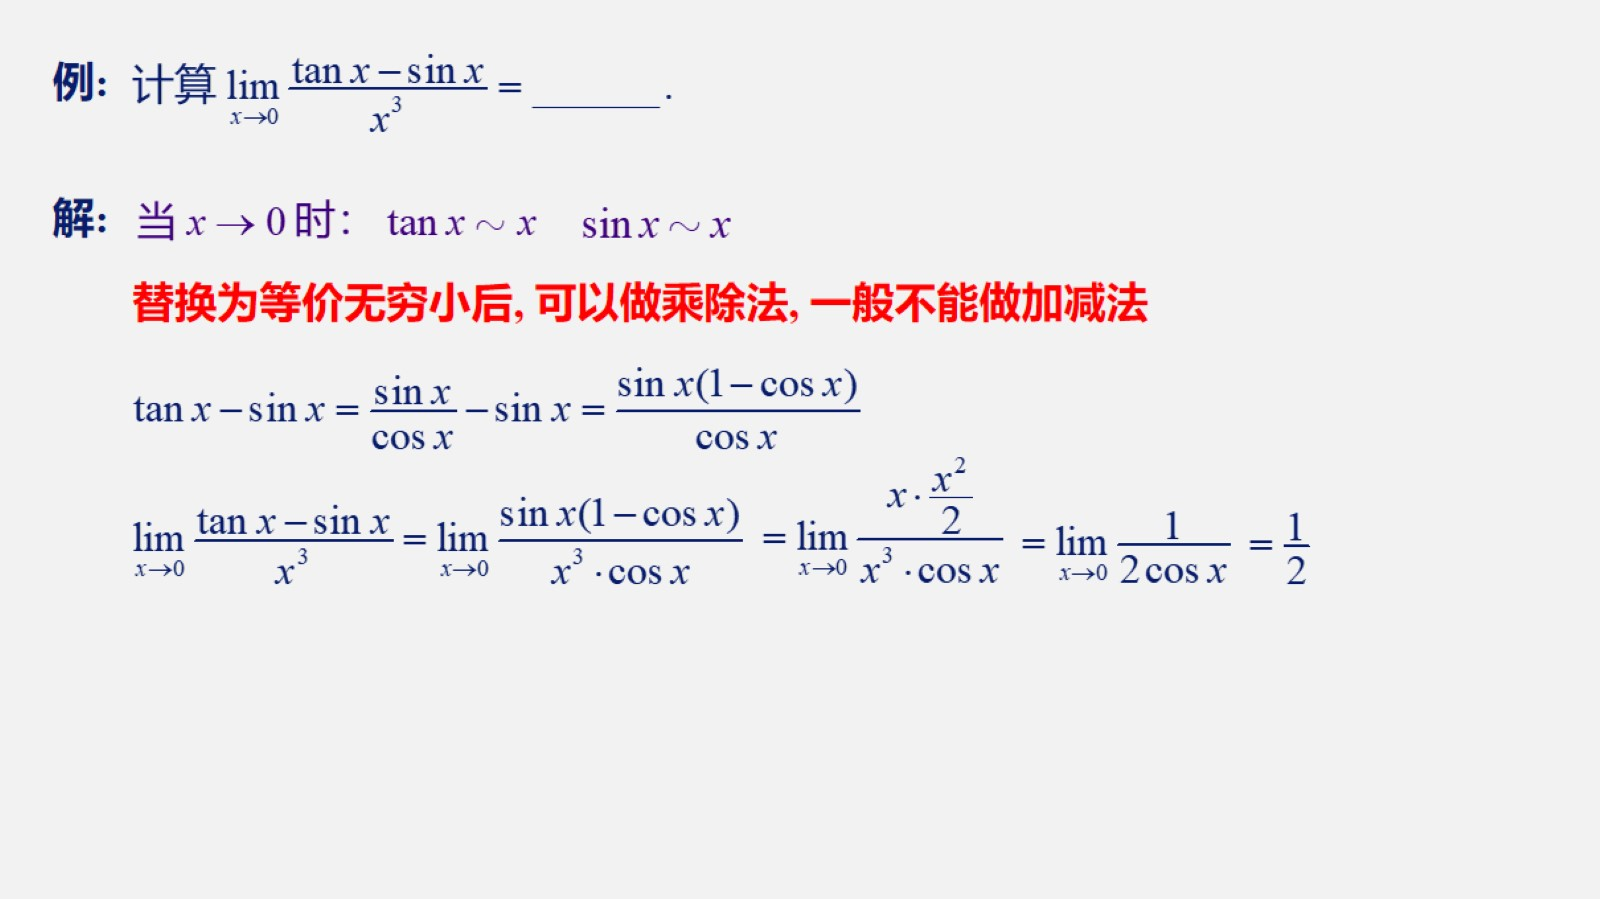 例: 计算 lim_{x→0} (tan x − sin x)/x³ = ______ .
解: 当 x → 0 时： tan x ~ x  sin x ~ x
替换为等价无穷小后, 可以做乘除法, 一般不能做加减法
tan x − sin x = (sin x)/(cos x) − sin x = (sin x(1 − cos x))/(cos x)
lim_{x→0} (tan x − sin x)/x³ = lim_{x→0} (sin x(1 − cos x))/(x³ · cos x) = lim_{x→0} (x · x²/2)/(x³ · cos x) = lim_{x→0} 1/(2 cos x) = 1/2